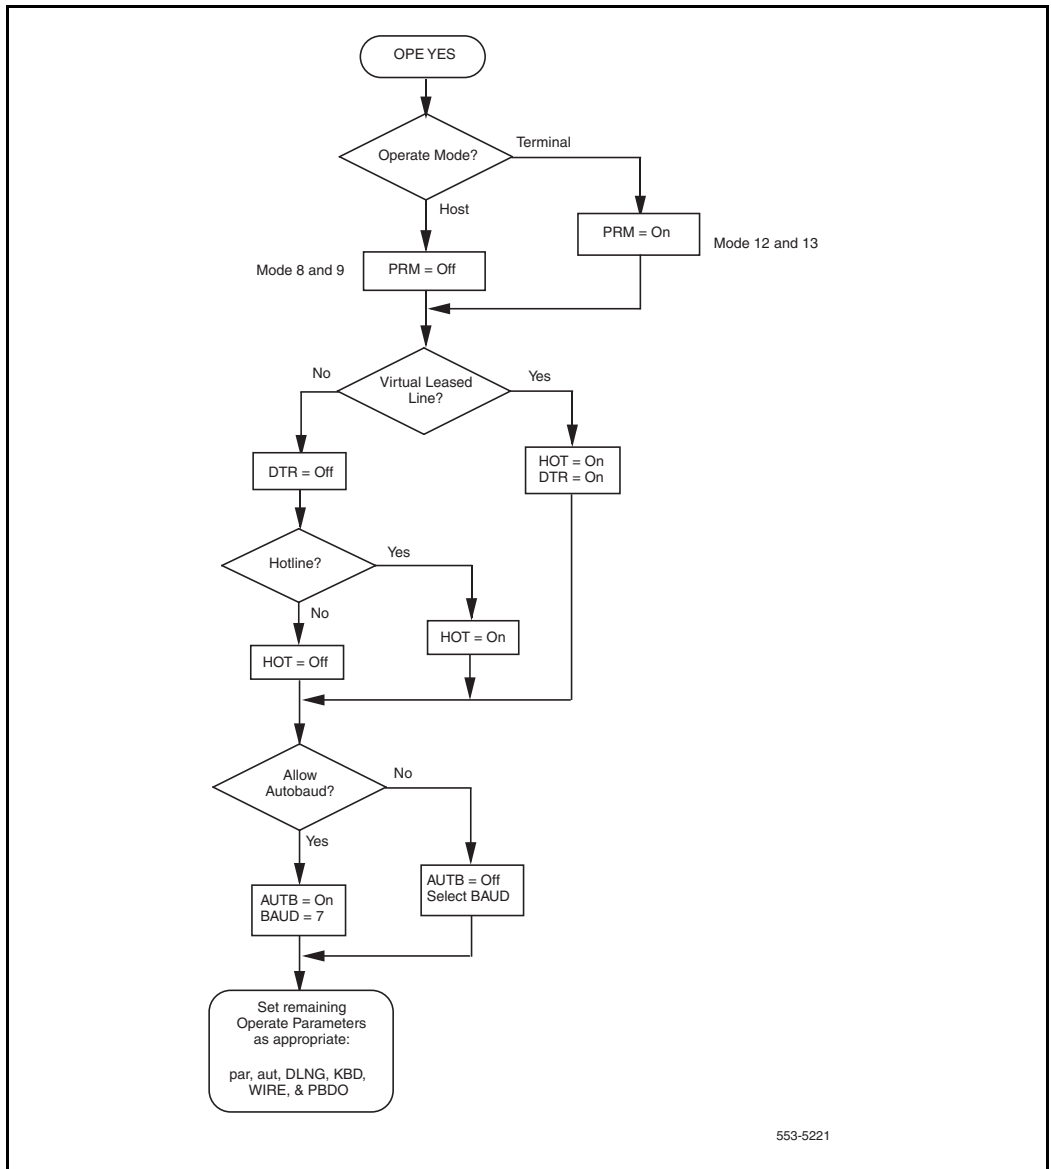 OPE YES
Operate Mode?
Terminal
Host
PRM = On
Mode 12 and 13
Mode 8 and 9
PRM = Off
No
Virtual Leased
Line?
Yes
DTR = Off
HOT = On
DTR = On
Hotline?
Yes
No
HOT = On
HOT = Off
Allow
Autobaud?
No
Yes
AUTB = Off
Select BAUD
AUTB = On
BAUD = 7
Set remaining
Operate Parameters
as appropriate:
par, aut, DLNG, KBD,
WIRE, & PBDO
553-5221